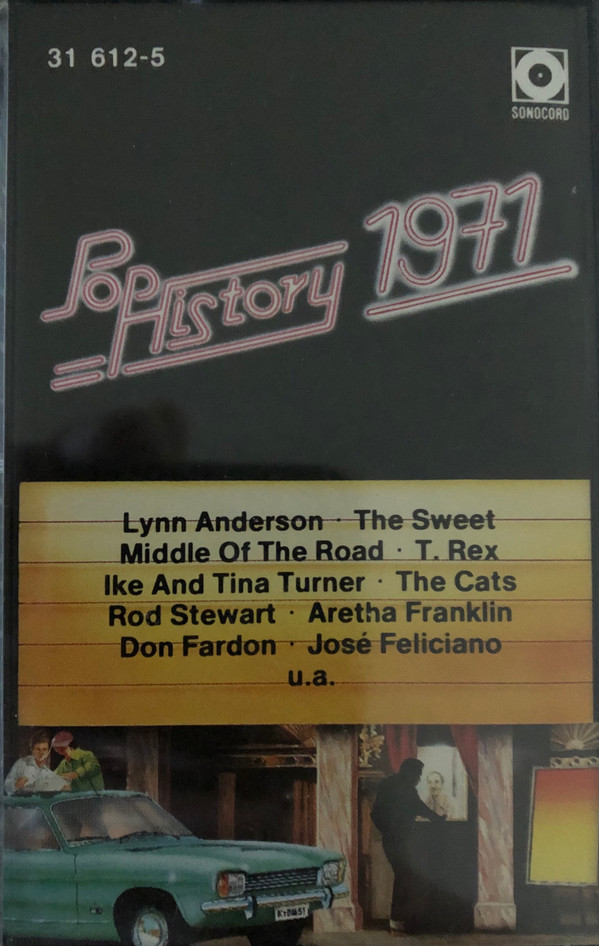 31 612-5
SONOCORD
Pop History 1971
Lynn Anderson · The Sweet
Middle Of The Road · T. Rex
Ike And Tina Turner · The Cats
Rod Stewart · Aretha Franklin
Don Fardon · José Feliciano
u.a.